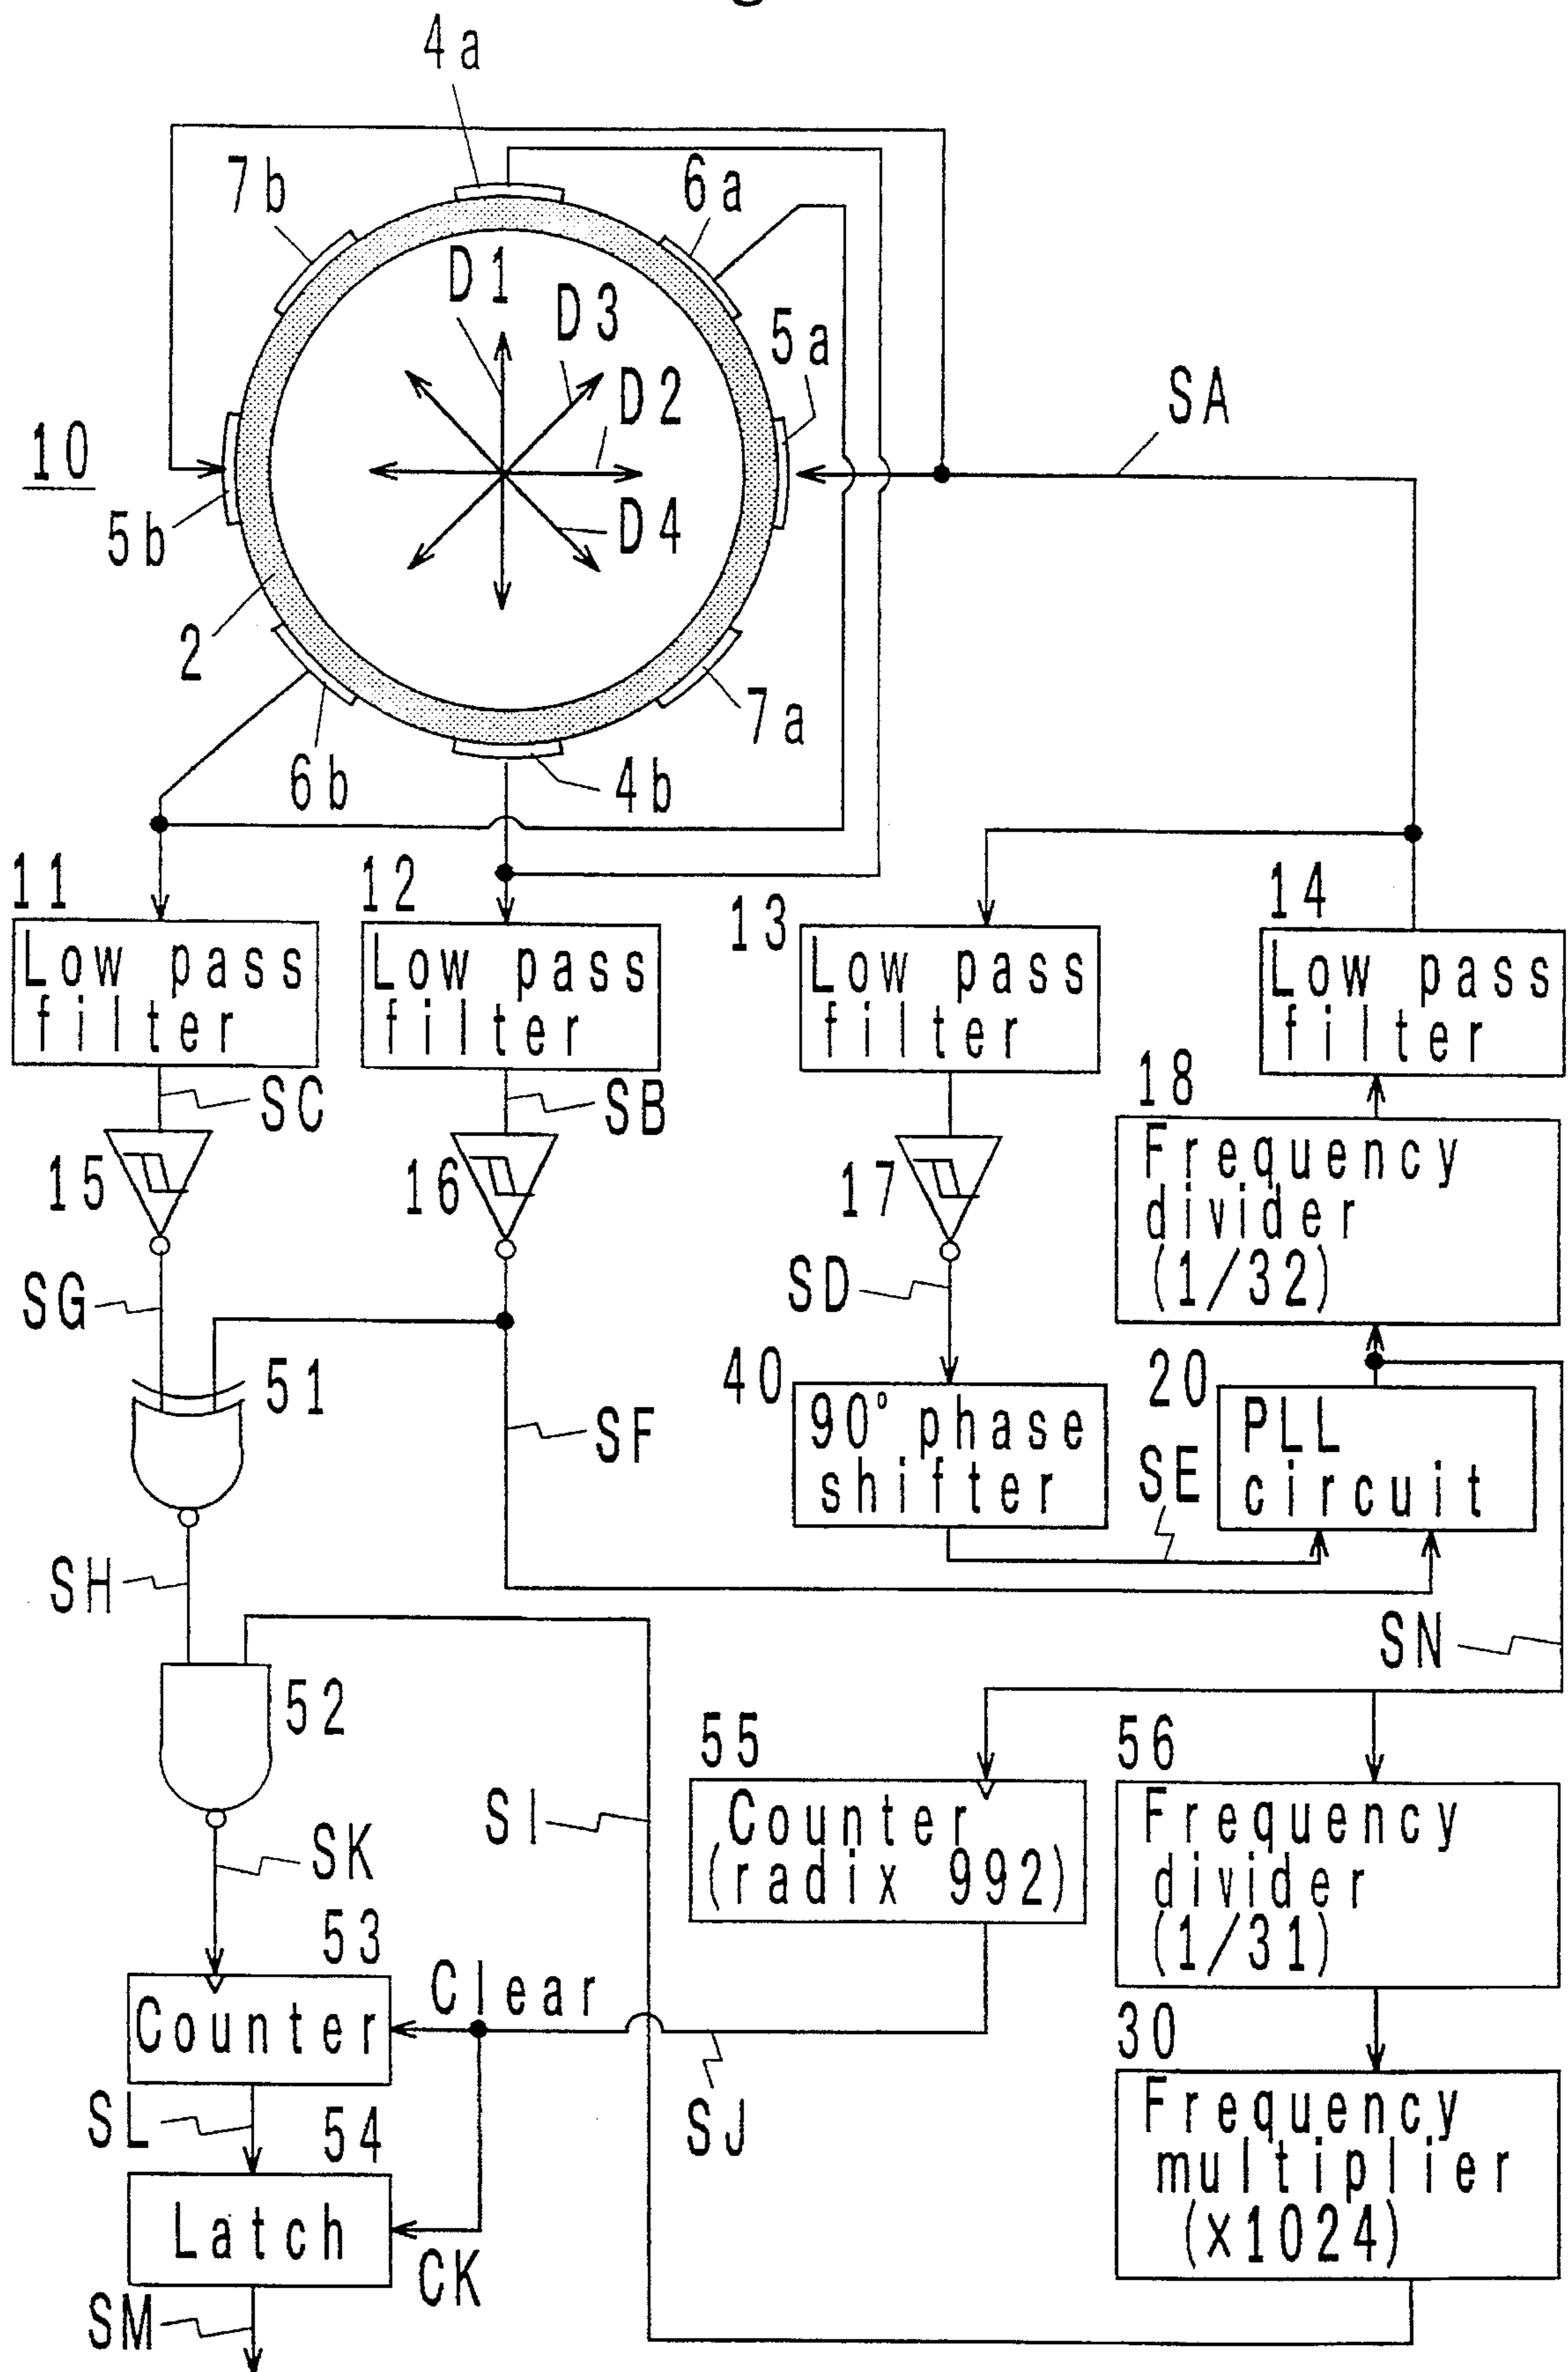 g
4a
7b
6a
D1
D3
5a
D2
SA
10
D4
5b
2
7a
6b
4b
11
12
13
14
Low pass
filter
Low pass
filter
Low pass
filter
Low pass
filter
18
SC
SB
Frequency
divider
(1/32)
15
16
17
SG
SD
51
40
20
SF
90° phase
shifter
SE
PLL
circuit
SH
SN
52
55
56
SI
Counter
(radix 992)
Frequency
divider
(1/31)
SK
53
Clear
Counter
30
SL
54
SJ
Frequency
multiplier
(x1024)
Latch
CK
SM